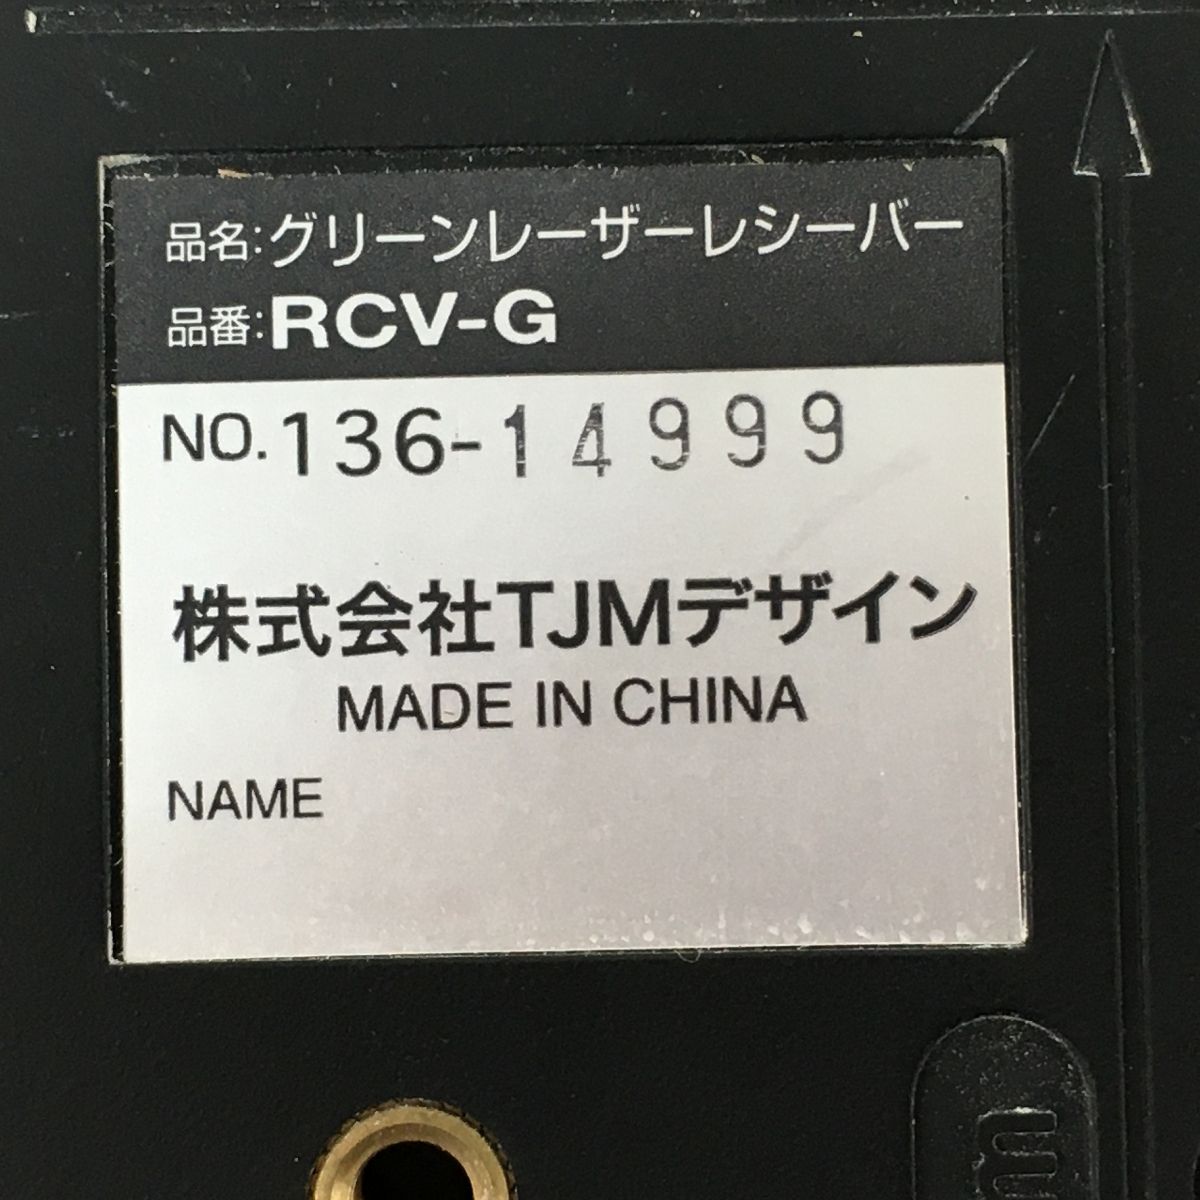 品名:グリーンレーザーレシーバー
品番:RCV-G
NO.136-14999
株式会社TJMデザイン
MADE IN CHINA
NAME